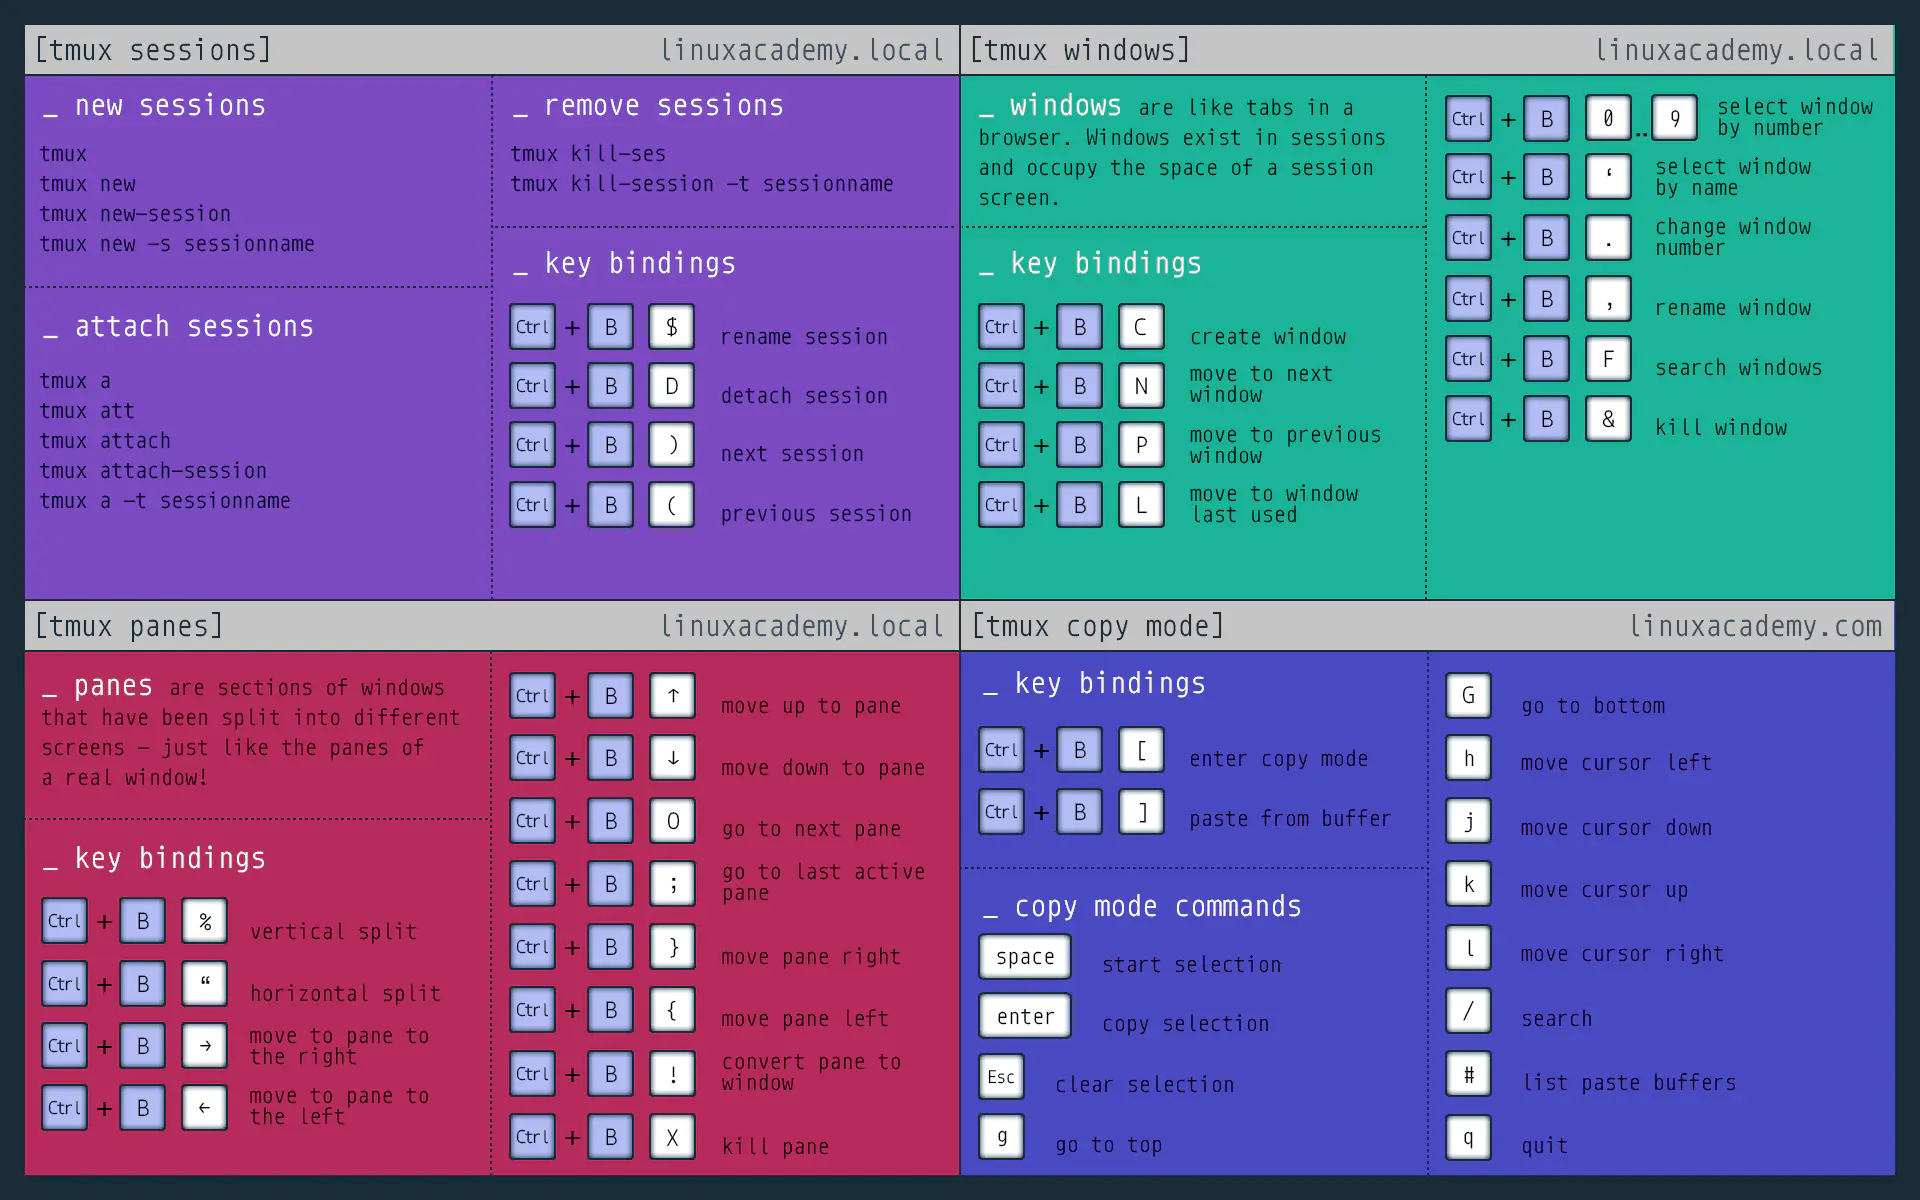 [tmux sessions] linuxacademy.local
_ new sessions
tmux
tmux new
tmux new-session
tmux new -s sessionname
_ attach sessions
tmux a
tmux att
tmux attach
tmux attach-session
tmux a -t sessionname
_ remove sessions
tmux kill-ses
tmux kill-session -t sessionname
_ key bindings
Ctrl + B $ rename session
Ctrl + B D detach session
Ctrl + B ) next session
Ctrl + B ( previous session
[tmux windows] linuxacademy.local
_ windows are like tabs in a
browser. Windows exist in sessions
and occupy the space of a session
screen.
_ key bindings
Ctrl + B C create window
Ctrl + B N move to next
window
Ctrl + B P move to previous
window
Ctrl + B L move to window
last used
Ctrl + B 0 .. 9 select window
by number
Ctrl + B ‘ select window
by name
Ctrl + B . change window
number
Ctrl + B , rename window
Ctrl + B F search windows
Ctrl + B & kill window
[tmux panes] linuxacademy.local
_ panes are sections of windows
that have been split into different
screens – just like the panes of
a real window!
_ key bindings
Ctrl + B % vertical split
Ctrl + B “ horizontal split
Ctrl + B → move to pane to
the right
Ctrl + B ← move to pane to
the left
Ctrl + B ↑ move up to pane
Ctrl + B ↓ move down to pane
Ctrl + B O go to next pane
Ctrl + B ; go to last active
pane
Ctrl + B } move pane right
Ctrl + B { move pane left
Ctrl + B ! convert pane to
window
Ctrl + B X kill pane
[tmux copy mode] linuxacademy.com
_ key bindings
Ctrl + B [ enter copy mode
Ctrl + B ] paste from buffer
_ copy mode commands
space start selection
enter copy selection
Esc clear selection
g go to top
G go to bottom
h move cursor left
j move cursor down
k move cursor up
l move cursor right
/ search
# list paste buffers
q quit